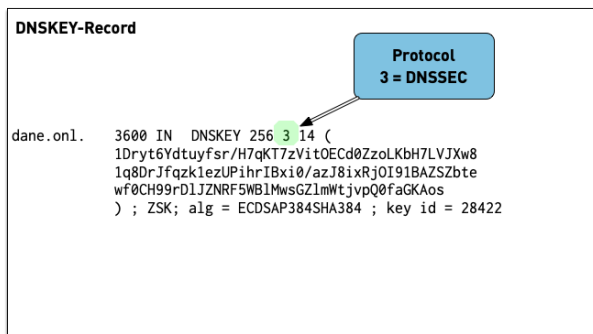 DNSKEY-Record
Protocol
3 = DNSSEC
dane.onl. 3600 IN DNSKEY 256 3 14 (
1Dryt6Ydtuyfsr/H7qKT7zVitOECd0ZzoLKbH7LVJXw8
1q8DrJfqzk1ezUPihrIBxi0/azJ8ixRjOI91BAZSZbte
wf0CH99rDlJZNRF5WBlMwsGZlmWtjvpQ0faGKAos
) ; ZSK; alg = ECDSAP384SHA384 ; key id = 28422